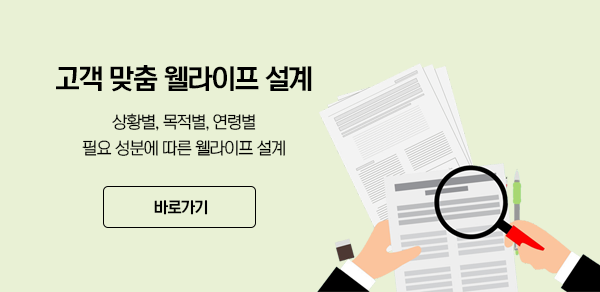 고객 맞춤 웰라이프 설계
상황별, 목적별, 연령별
필요 성분에 따른 웰라이프 설계
바로가기